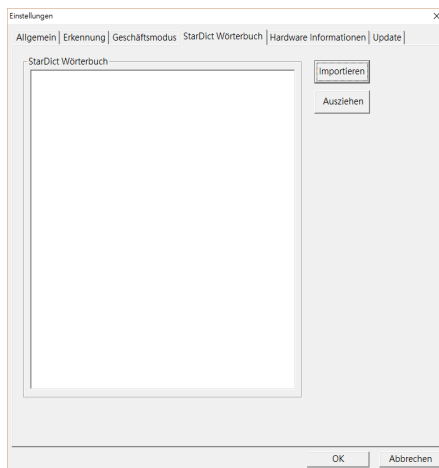 Einstellungen
Allgemein Erkennung Geschäftsmodus StarDict Wörterbuch Hardware Informationen Update
StarDict Wörterbuch
Importieren
Ausziehen
OK Abbrechen